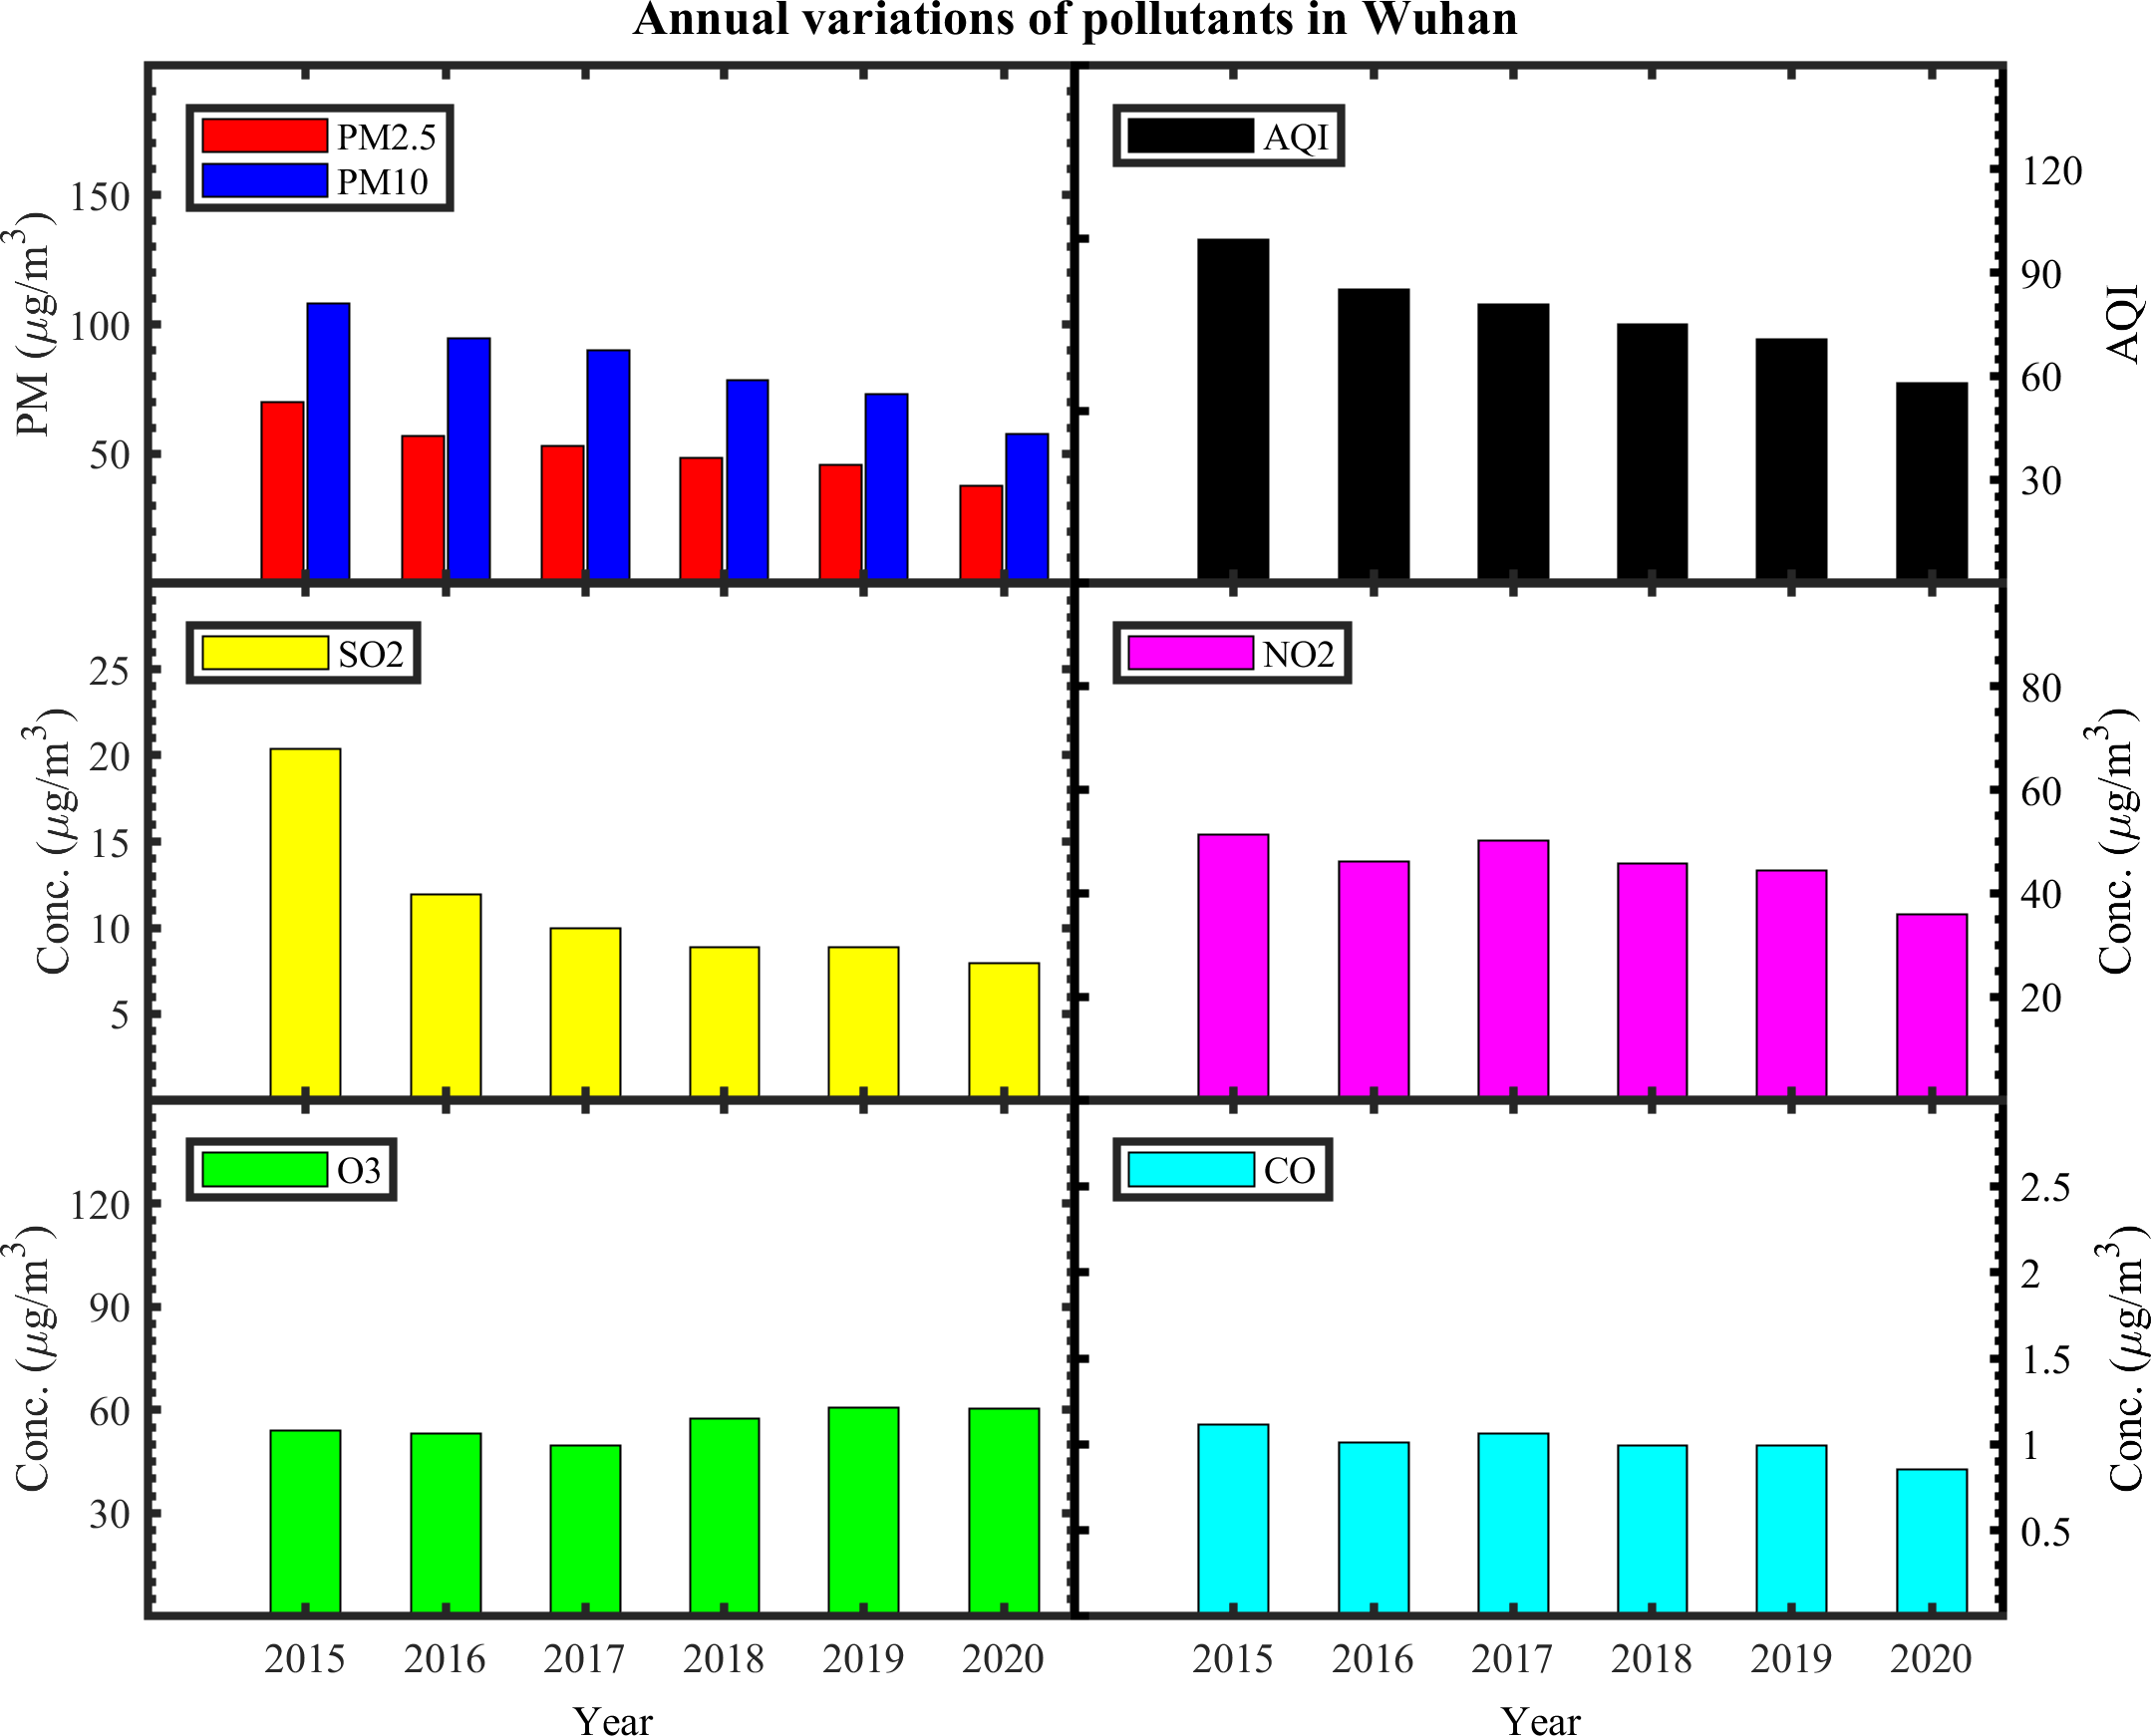 Annual variations of pollutants in Wuhan
PM2.5
PM10
150
100
50
PM (μg/m³)
AQI
120
90
60
30
AQI
SO2
25
20
15
10
5
Conc. (μg/m³)
NO2
80
60
40
20
Conc. (μg/m³)
O3
120
90
60
30
Conc. (μg/m³)
2015 2016 2017 2018 2019 2020
Year
CO
2.5
2
1.5
1
0.5
Conc. (μg/m³)
2015 2016 2017 2018 2019 2020
Year